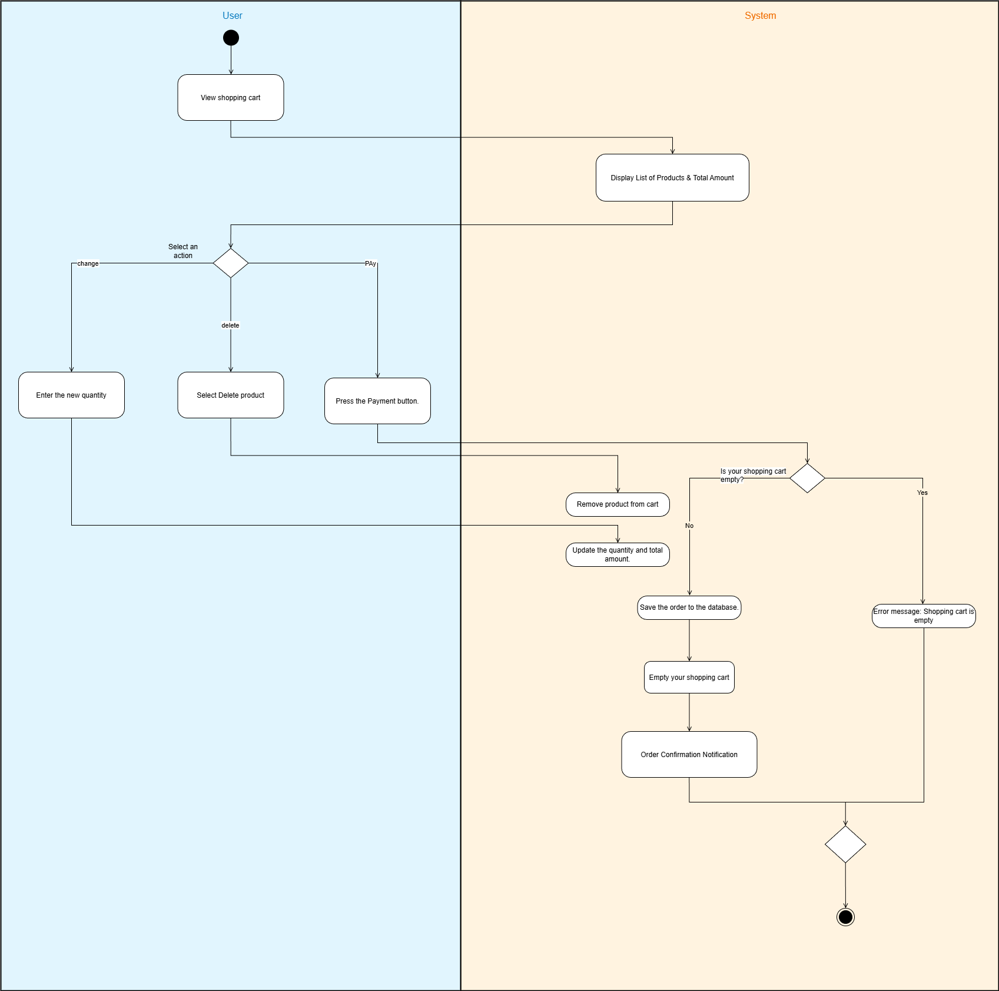 User
System
View shopping cart
Display List of Products & Total Amount
Select an
action
change
PAy
delete
Enter the new quantity
Select Delete product
Press the Payment button.
Is your shopping cart
empty?
Yes
Remove product from cart
No
Update the quantity and total
amount.
Save the order to the database.
Error message: Shopping cart is
empty
Empty your shopping cart
Order Confirmation Notification